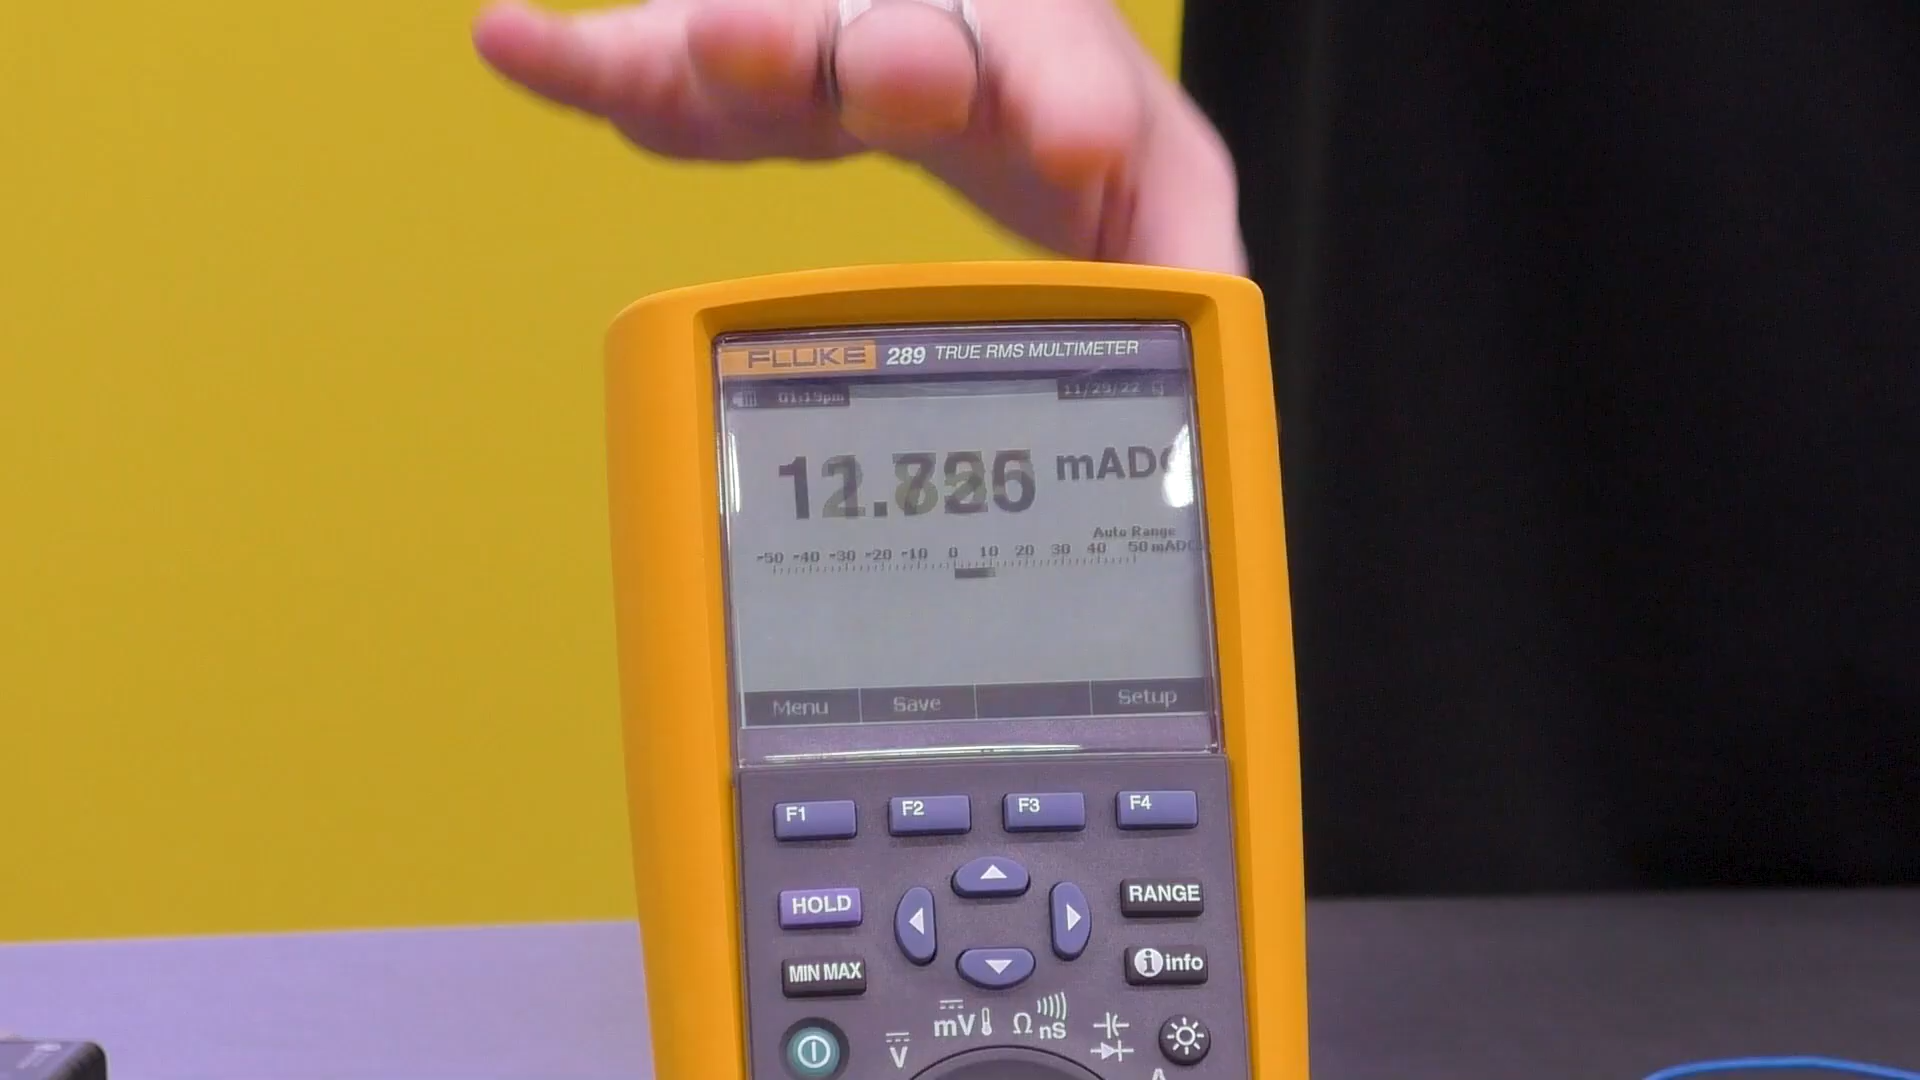 FLUKE 289 TRUE RMS MULTIMETER
01:19pm 11/29/22
mADC
Auto Range
-50 -40 -30 -20 -10 0 10 20 30 40 50 mADC
Menu Save Setup
F1 F2 F3 F4
HOLD RANGE
MIN MAX info
V mV Ω nS